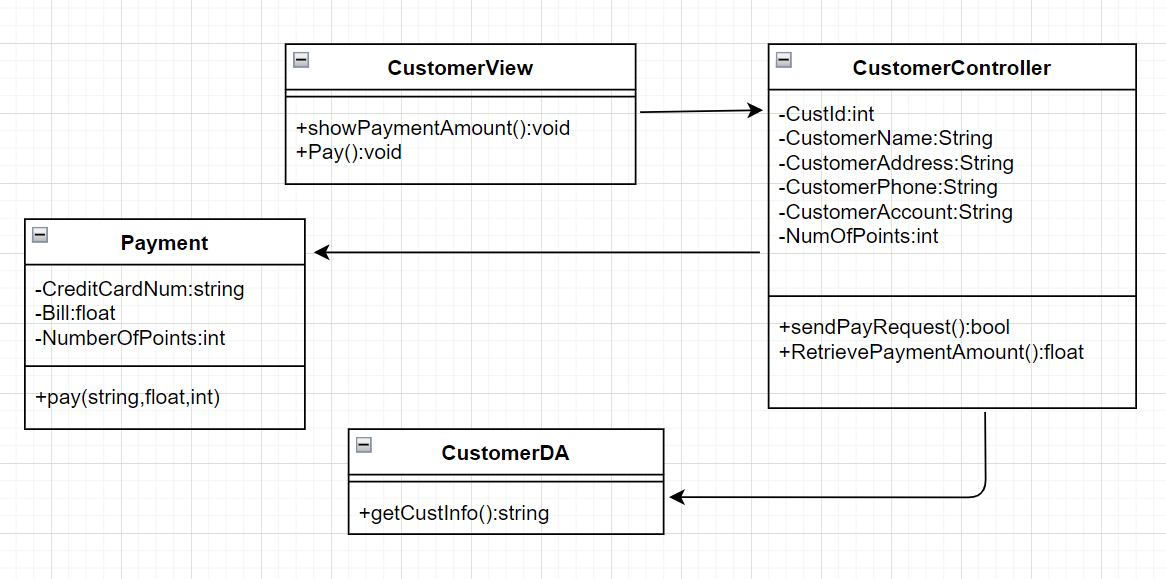 CustomerView
+showPaymentAmount():void
+Pay():void
CustomerController
-CustId:int
-CustomerName:String
-CustomerAddress:String
-CustomerPhone:String
-CustomerAccount:String
-NumOfPoints:int
+sendPayRequest():bool
+RetrievePaymentAmount():float
Payment
-CreditCardNum:string
-Bill:float
-NumberOfPoints:int
+pay(string,float,int)
CustomerDA
+getCustInfo():string